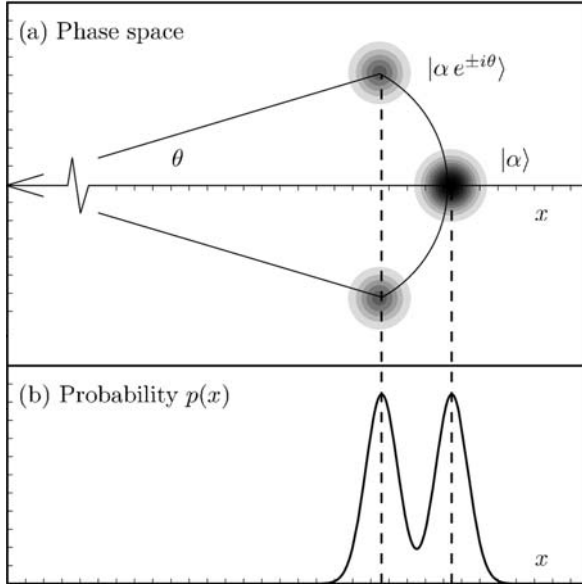 (a) Phase space
|α e^{±iθ}⟩
θ
|α⟩
x
(b) Probability p(x)
x